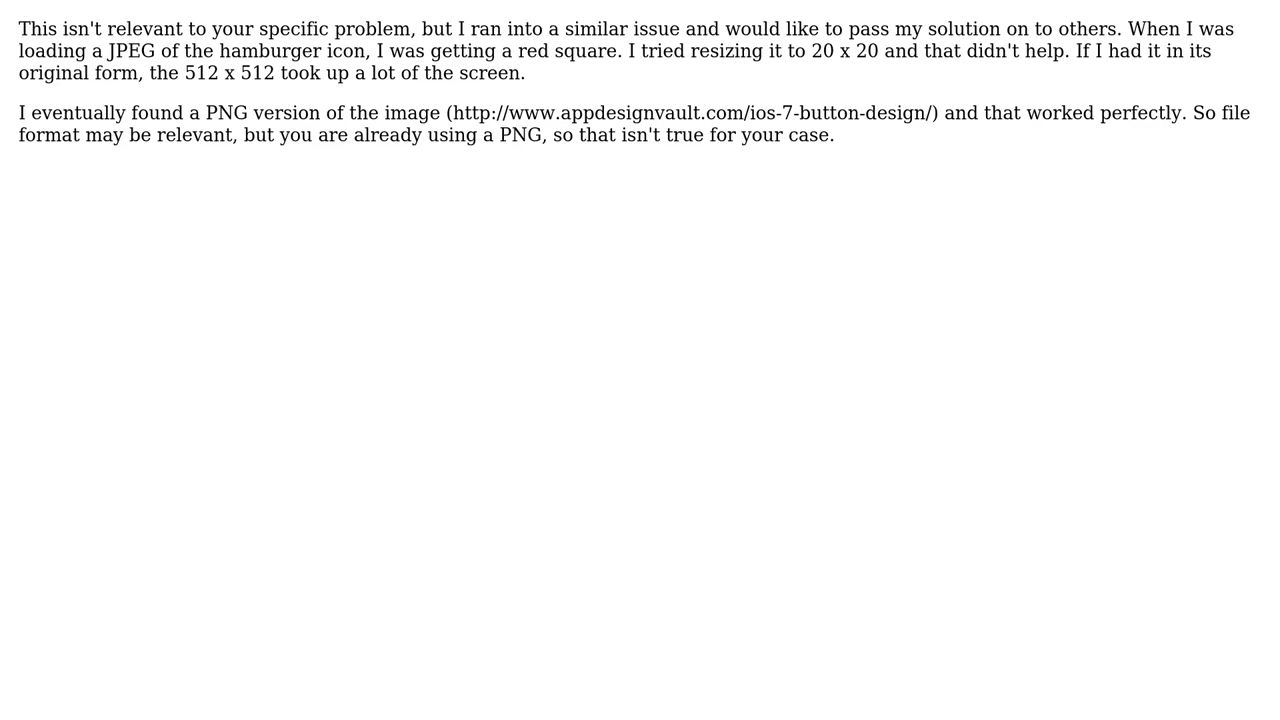 This isn't relevant to your specific problem, but I ran into a similar issue and would like to pass my solution on to others. When I was
loading a JPEG of the hamburger icon, I was getting a red square. I tried resizing it to 20 x 20 and that didn't help. If I had it in its
original form, the 512 x 512 took up a lot of the screen.
I eventually found a PNG version of the image (http://www.appdesignvault.com/ios-7-button-design/) and that worked perfectly. So file
format may be relevant, but you are already using a PNG, so that isn't true for your case.